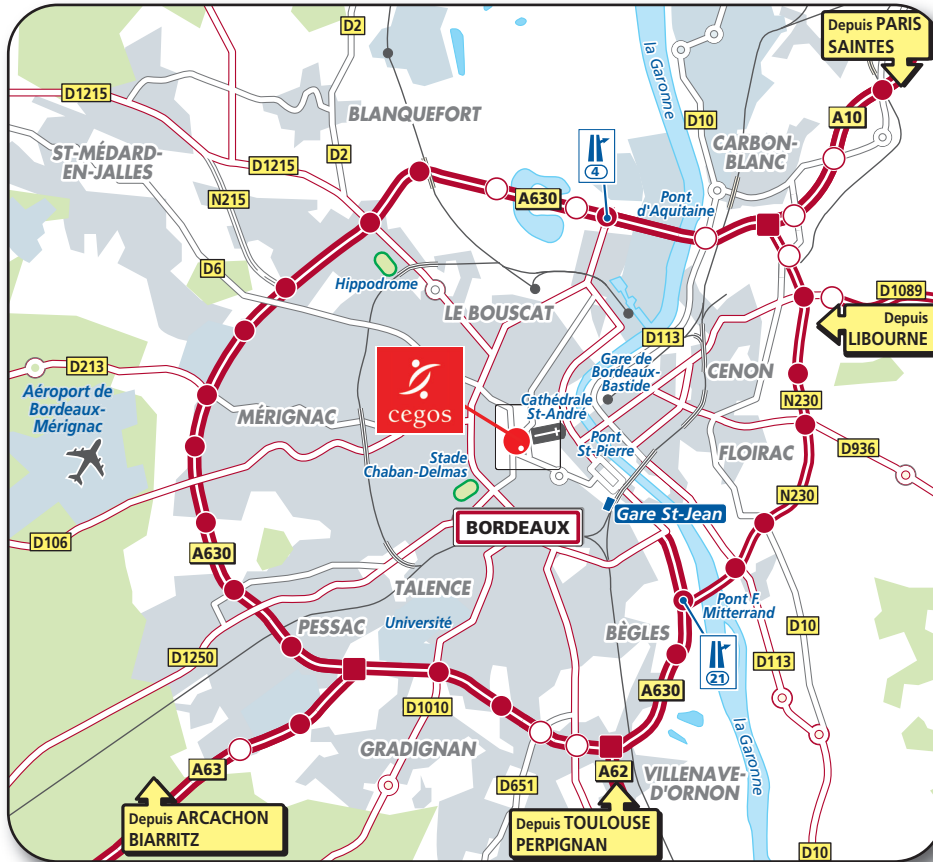 D2
Depuis PARIS
SAINTES
la Garonne
D1215
BLANQUEFORT
D10
A10
ST-MÉDARD-
EN-JALLES
D2
D1215
4
CARBON-
BLANC
N215
A630
Pont
d'Aquitaine
D6
Hippodrome
D1089
LE BOUSCAT
D113
Depuis
LIBOURNE
D213
Gare de
Bordeaux-
Bastide
CENON
Aéroport de
Bordeaux-
Mérignac
cegos
Cathédrale
St-André
N230
MÉRIGNAC
Pont
St-Pierre
FLOIRAC
D936
Stade
Chaban-Delmas
N230
Gare St-Jean
BORDEAUX
D106
A630
TALENCE
Pont F.
Mitterrand
PESSAC
Université
BÈGLES
D10
D1250
D113
21
A630
D1010
la Garonne
GRADIGNAN
A63
A62
VILLENAVE-
D'ORNON
D651
Depuis ARCACHON
BIARRITZ
Depuis TOULOUSE
PERPIGNAN
D10